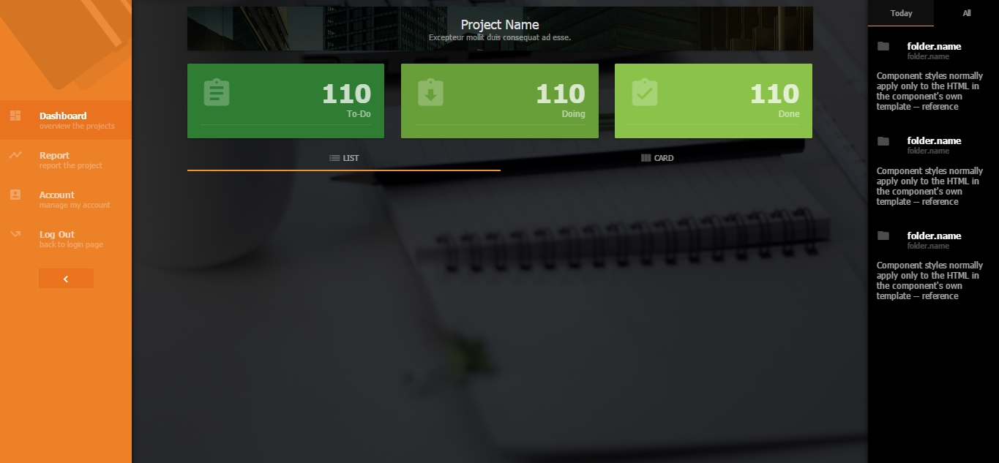 Dashboard
overview the projects
Report
report the project
Account
manage my account
Log Out
back to login page
Project Name
Excepteur mollit duis consequat ad esse.
110
To-Do
110
Doing
110
Done
LIST
CARD
Today
All
folder.name
folder.name
Component styles normally
apply only to the HTML in
the component's own
template — reference
folder.name
folder.name
Component styles normally
apply only to the HTML in
the component's own
template — reference
folder.name
folder.name
Component styles normally
apply only to the HTML in
the component's own
template — reference